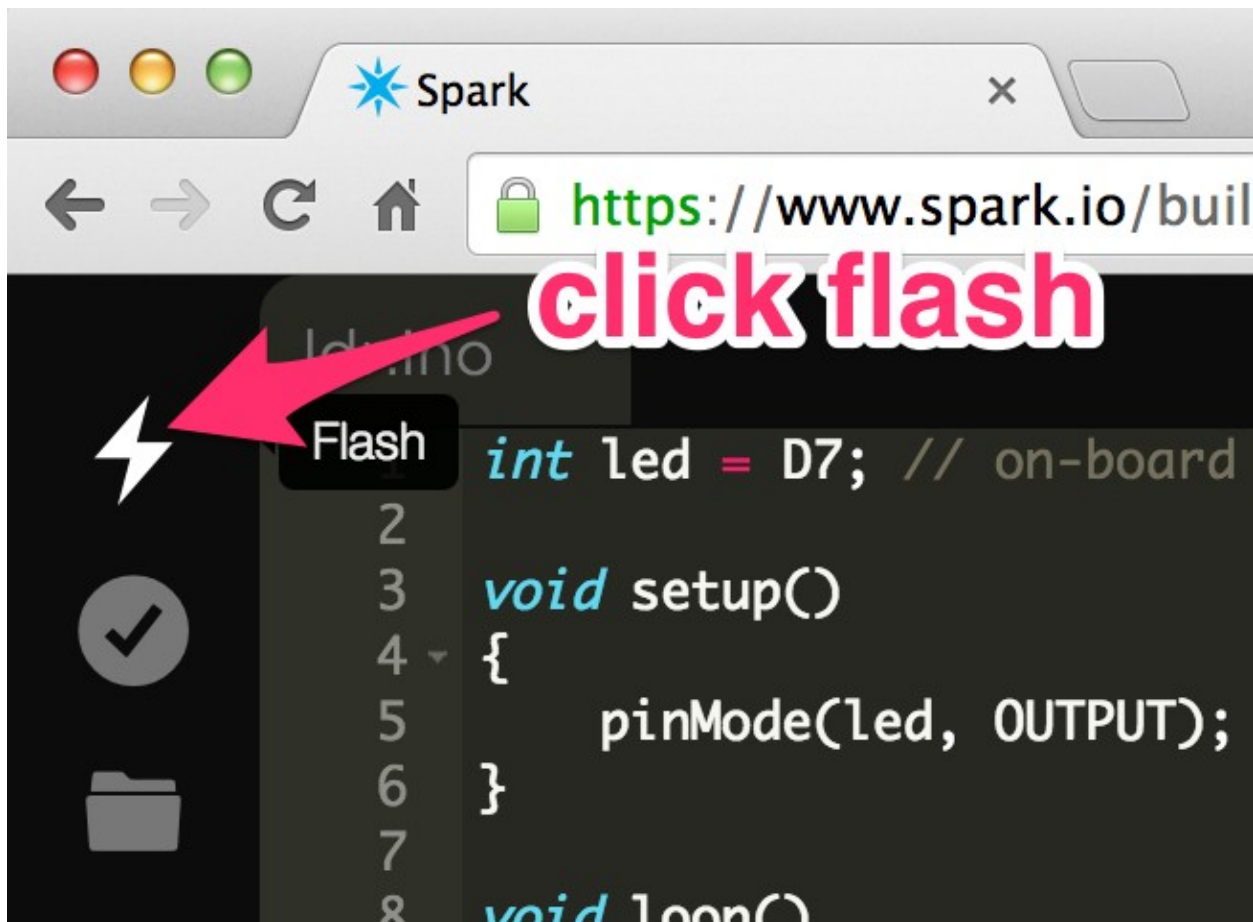 Spark
https://www.spark.io/buil
click flash
Flash
int led = D7; // on-board
2
3 void setup()
4 {
5 pinMode(led, OUTPUT);
6 }
7
8 void loop()